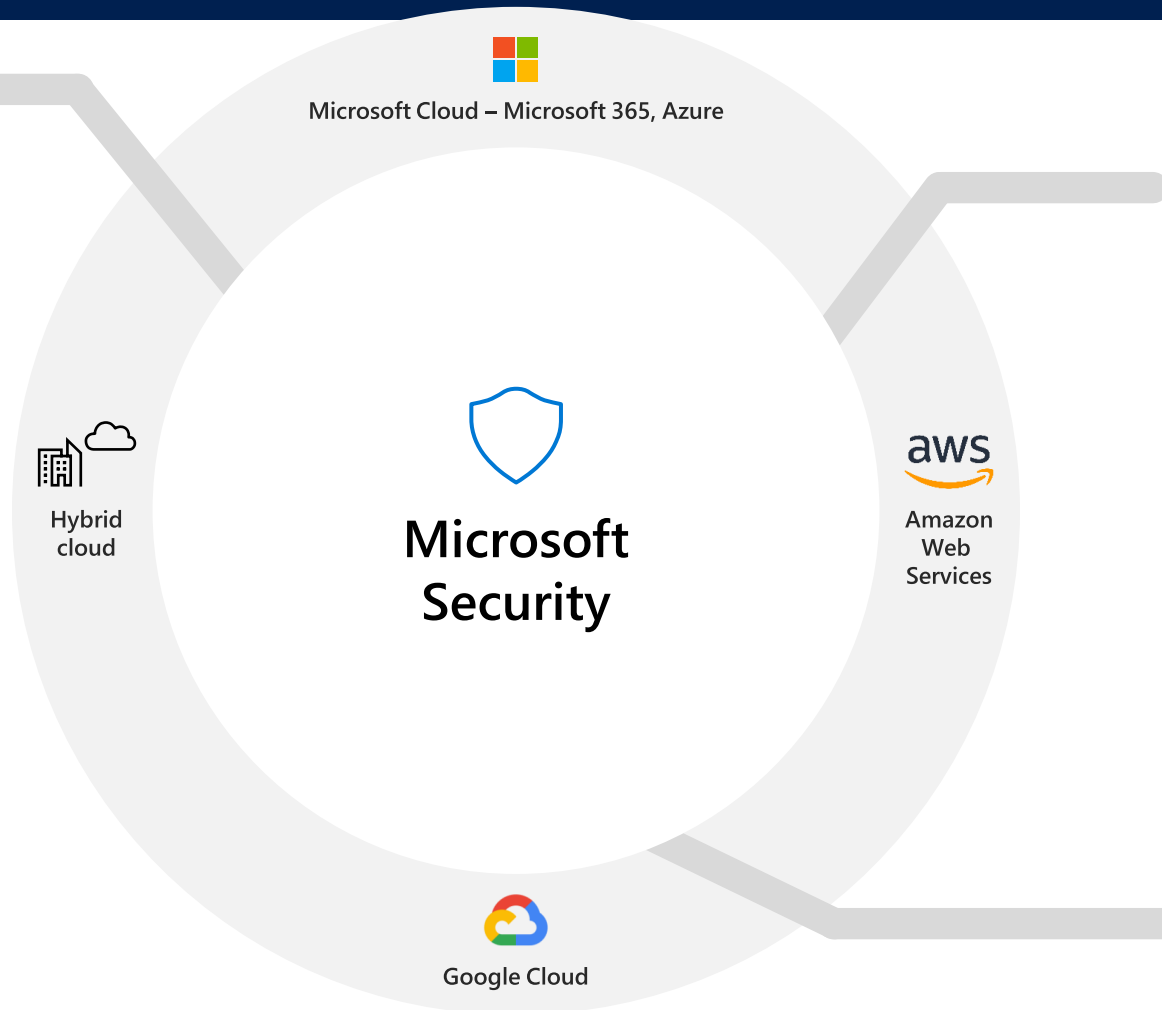 Microsoft Cloud – Microsoft 365, Azure
Hybrid
cloud
Microsoft
Security
aws
Amazon
Web
Services
Google Cloud